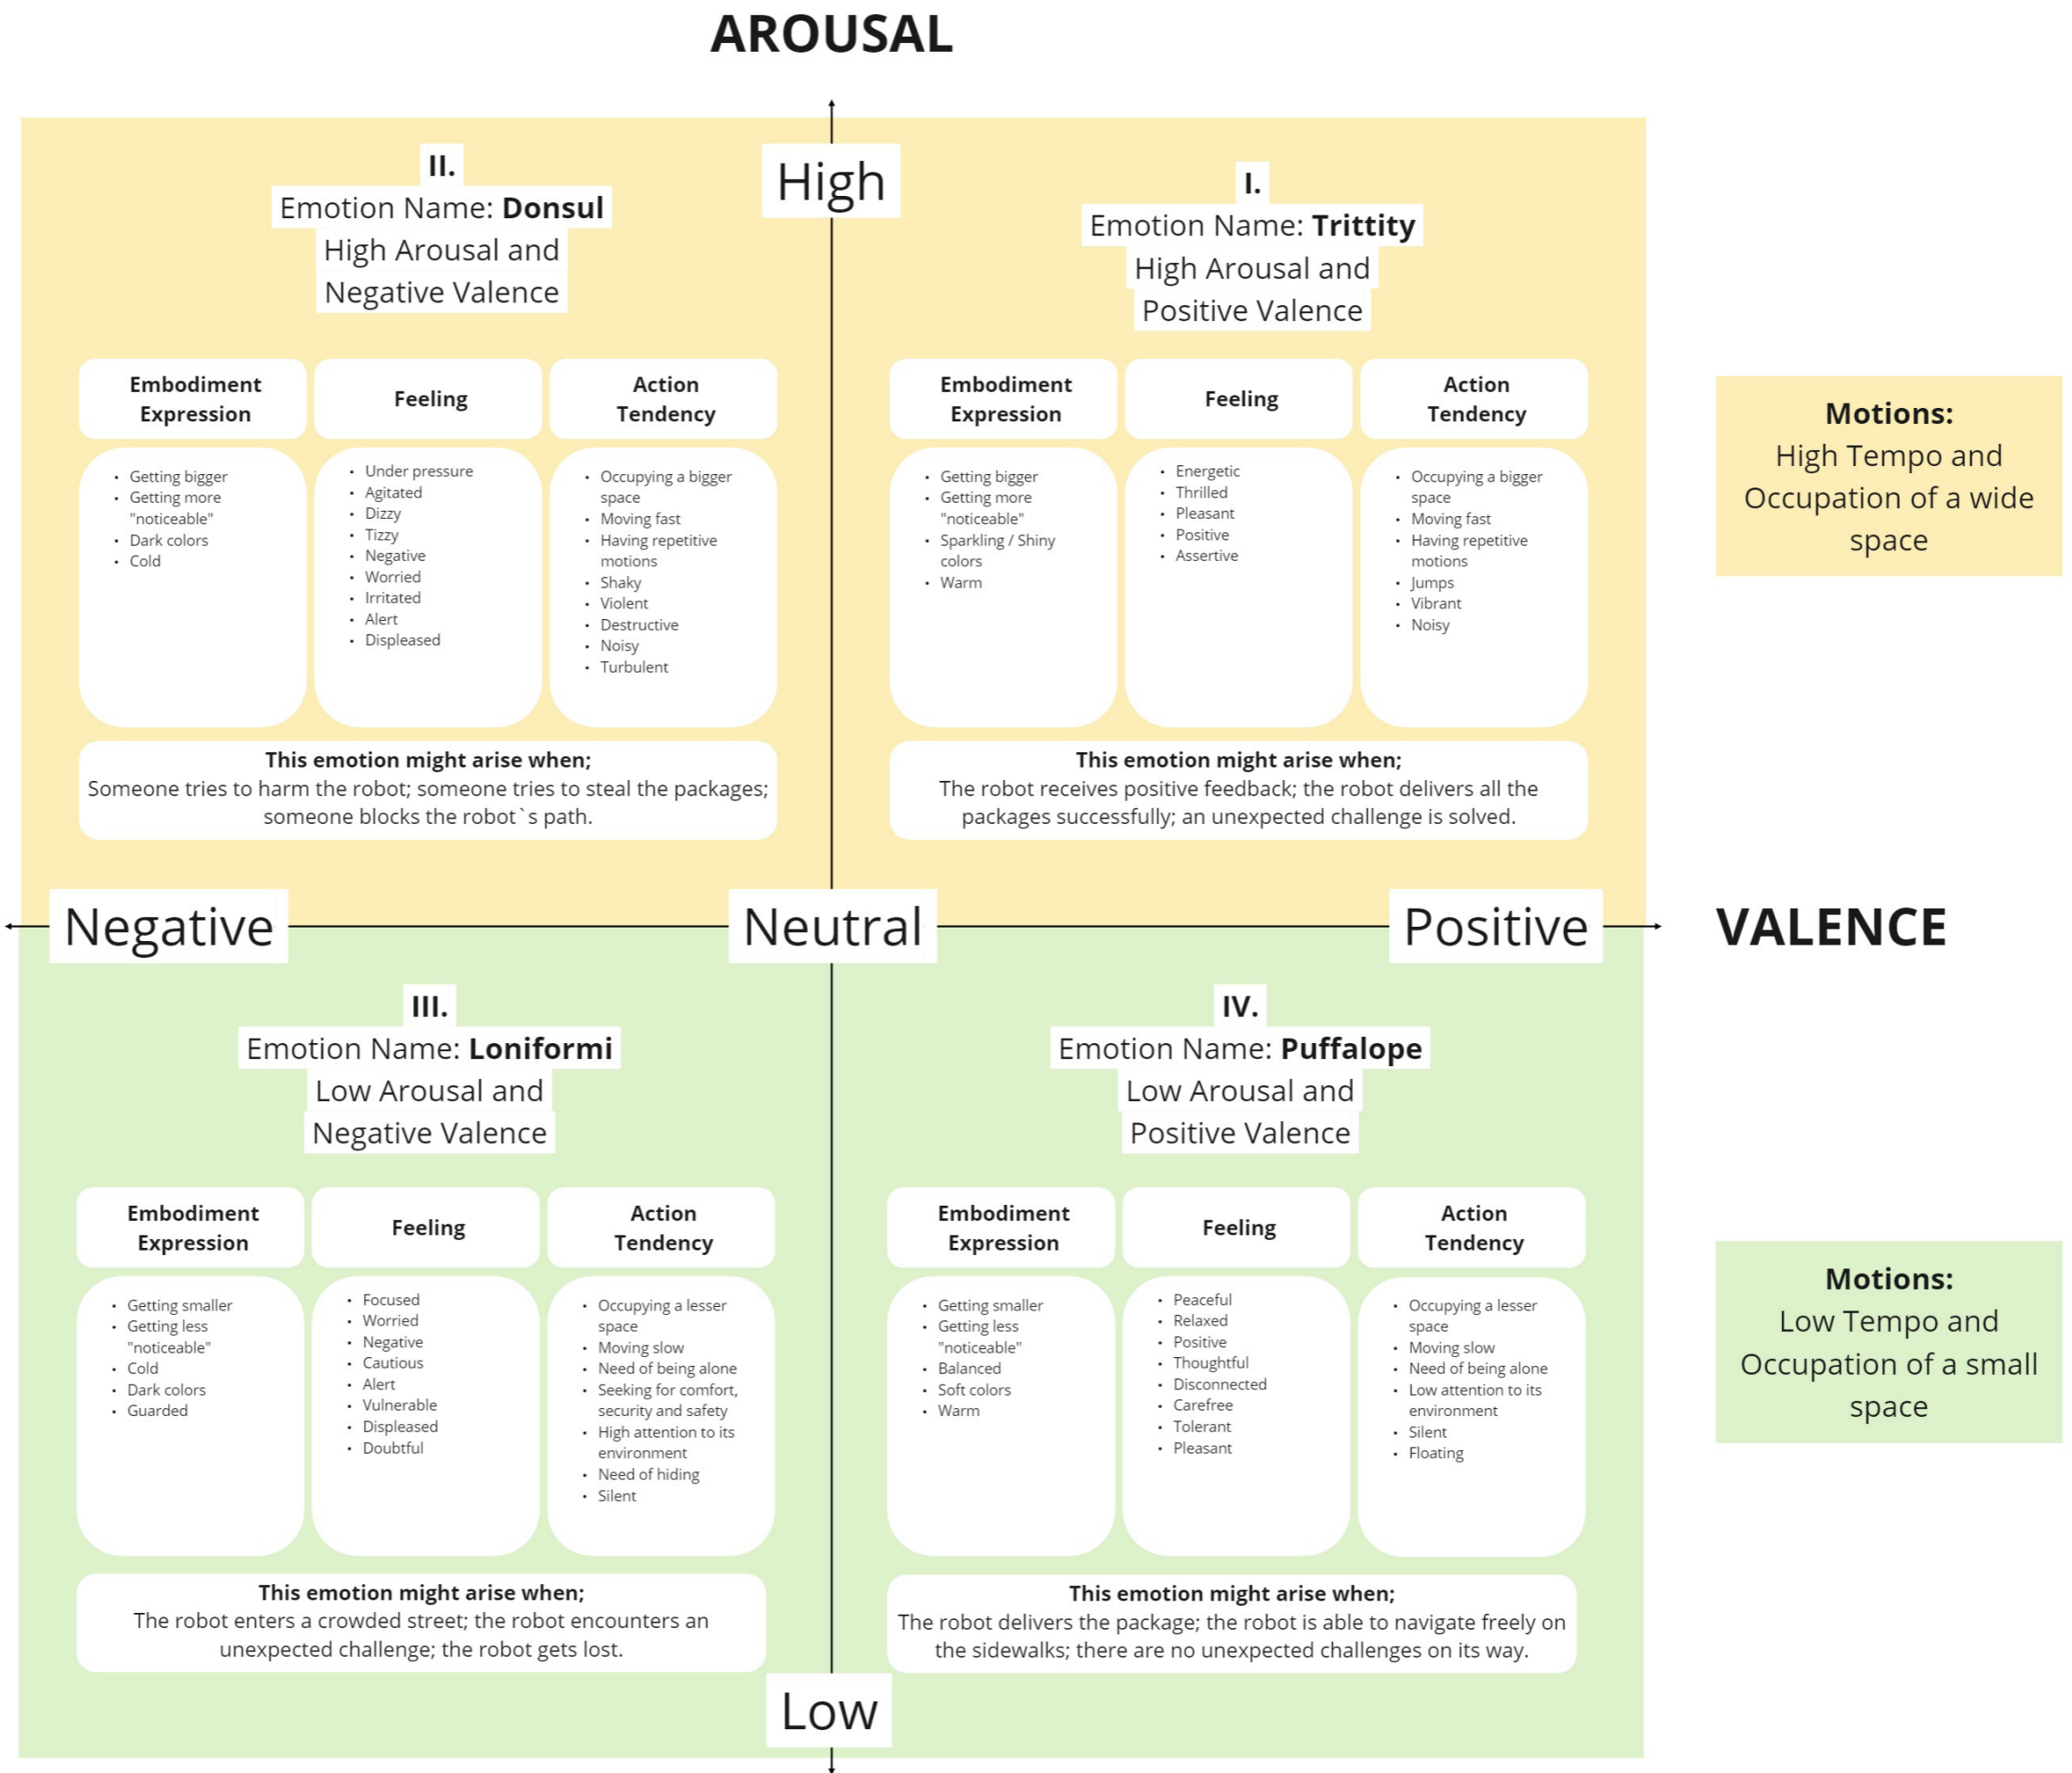 AROUSAL
High
II.
Emotion Name: Donsul
High Arousal and
Negative Valence
Embodiment
Expression
Feeling
Action
Tendency
• Getting bigger
• Getting more
"noticeable"
• Dark colors
• Cold
• Under pressure
• Agitated
• Dizzy
• Tizzy
• Negative
• Worried
• Irritated
• Alert
• Displeased
• Occupying a bigger
space
• Moving fast
• Having repetitive
motions
• Shaky
• Violent
• Destructive
• Noisy
• Turbulent
This emotion might arise when;
Someone tries to harm the robot; someone tries to steal the packages;
someone blocks the robot`s path.
I.
Emotion Name: Trittity
High Arousal and
Positive Valence
Embodiment
Expression
Feeling
Action
Tendency
• Getting bigger
• Getting more
"noticeable"
• Sparkling / Shiny
colors
• Warm
• Energetic
• Thrilled
• Pleasant
• Positive
• Assertive
• Occupying a bigger
space
• Moving fast
• Having repetitive
motions
• Jumps
• Vibrant
• Noisy
This emotion might arise when;
The robot receives positive feedback; the robot delivers all the
packages successfully; an unexpected challenge is solved.
Motions:
High Tempo and
Occupation of a wide
space
Negative
Neutral
Positive
VALENCE
III.
Emotion Name: Loniformi
Low Arousal and
Negative Valence
Embodiment
Expression
Feeling
Action
Tendency
• Getting smaller
• Getting less
"noticeable"
• Cold
• Dark colors
• Guarded
• Focused
• Worried
• Negative
• Cautious
• Alert
• Vulnerable
• Displeased
• Doubtful
• Occupying a lesser
space
• Moving slow
• Need of being alone
• Seeking for comfort,
security and safety
• High attention to its
environment
• Need of hiding
• Silent
This emotion might arise when;
The robot enters a crowded street; the robot encounters an
unexpected challenge; the robot gets lost.
IV.
Emotion Name: Puffalope
Low Arousal and
Positive Valence
Embodiment
Expression
Feeling
Action
Tendency
• Getting smaller
• Getting less
"noticeable"
• Balanced
• Soft colors
• Warm
• Peaceful
• Relaxed
• Positive
• Thoughtful
• Disconnected
• Carefree
• Tolerant
• Pleasant
• Occupying a lesser
space
• Moving slow
• Need of being alone
• Low attention to its
environment
• Silent
• Floating
This emotion might arise when;
The robot delivers the package; the robot is able to navigate freely on
the sidewalks; there are no unexpected challenges on its way.
Motions:
Low Tempo and
Occupation of a small
space
Low